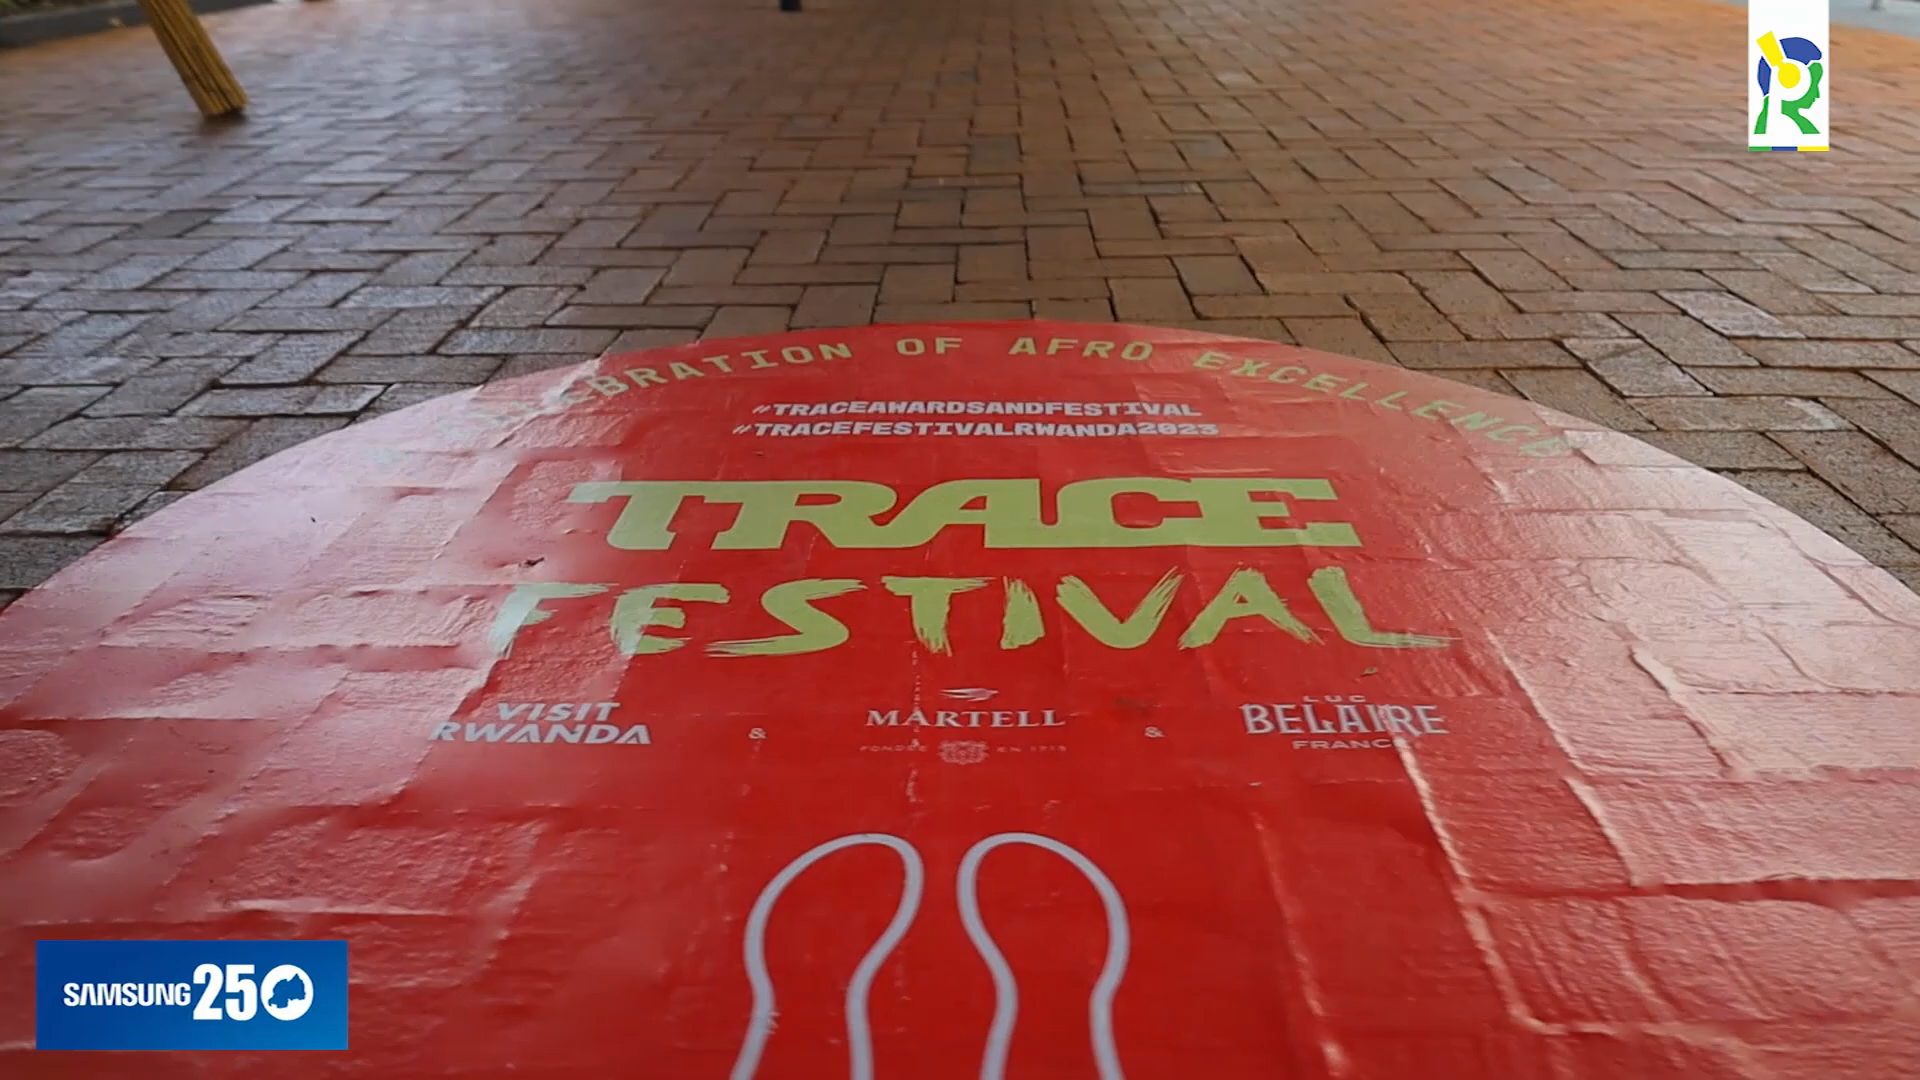 A CELEBRATION OF AFRO EXCELLENCE
#TRACEAWARDSANDFESTIVAL
#TRACEFESTIVALRWANDA2023
TRACE
FESTIVAL
VISIT
RWANDA
&
MARTELL
FONDÉE EN 1715
&
LUC
BELAIRE
FRANCE
SAMSUNG 250